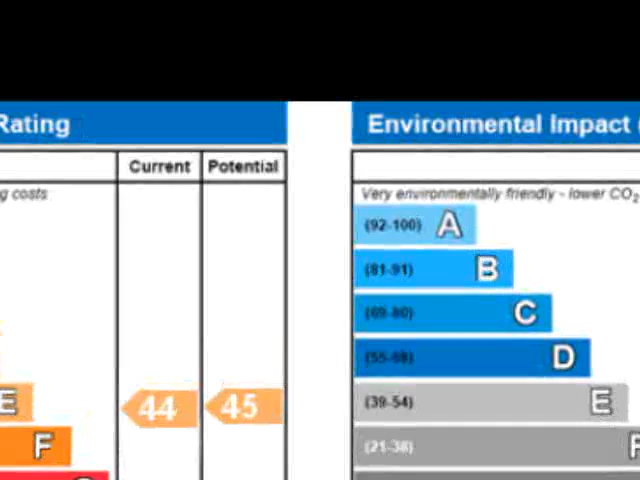 Rating
Current Potential
g costs
E
F
44
45
Environmental Impact
Very environmentally friendly - lower CO2
(92-100) A
(81-91) B
(69-80) C
(55-68) D
(39-54) E
(21-38) F